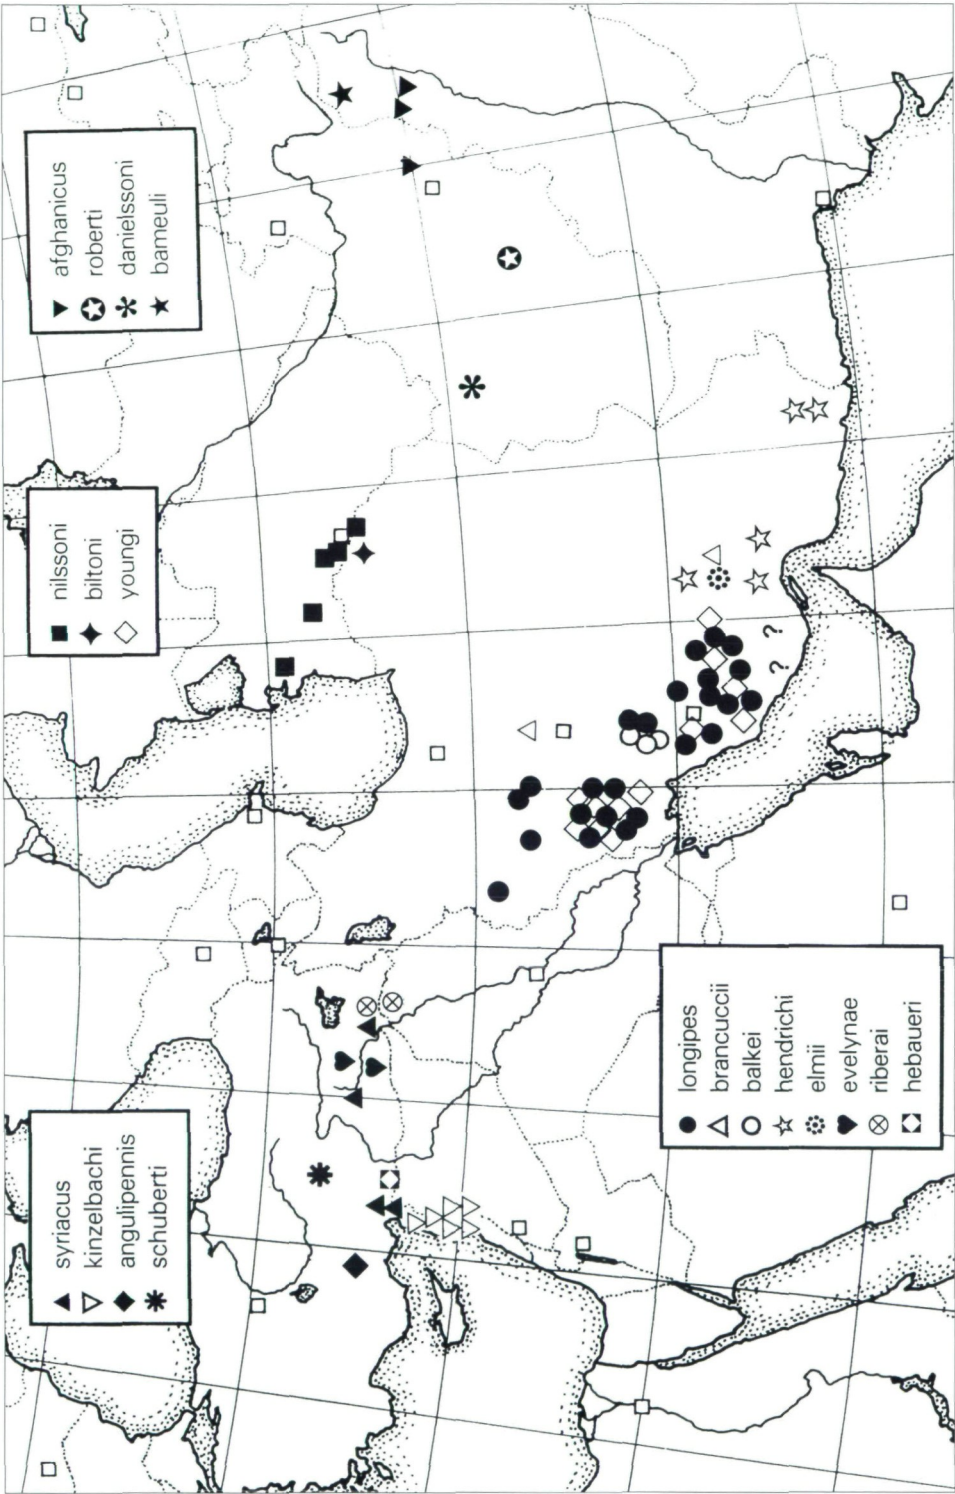 syriacus
kinzelbachi
angulipennis
schuberti
nilssoni
biltoni
youngi
afghanicus
roberti
danielssoni
bameuli
longipes
brancuccii
balkei
hendrichi
elmii
evelynae
riberai
hebaueri
? ?